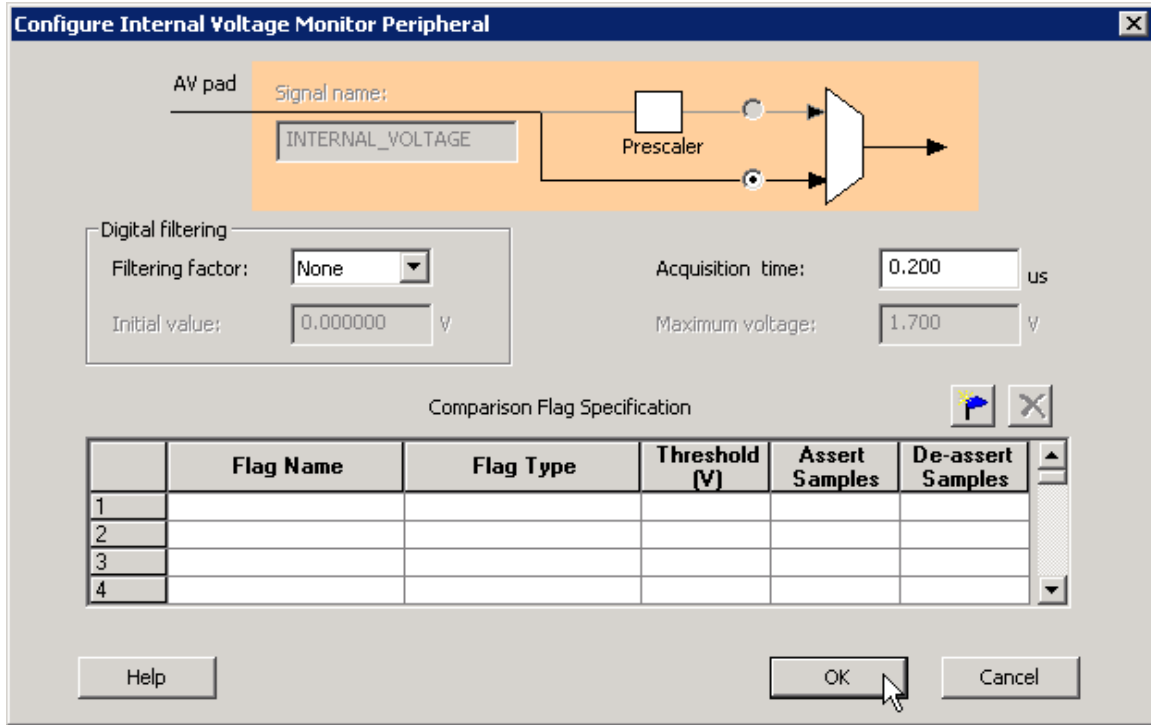 Configure Internal Voltage Monitor Peripheral
AV pad
Signal name:
INTERNAL_VOLTAGE
Prescaler
Digital filtering
Filtering factor: None
Acquisition time: 0.200 us
Initial value: 0.000000 V
Maximum voltage: 1.700 V
Comparison Flag Specification
Flag Name Flag Type Threshold (V) Assert Samples De-assert Samples
1
2
3
4
Help OK Cancel